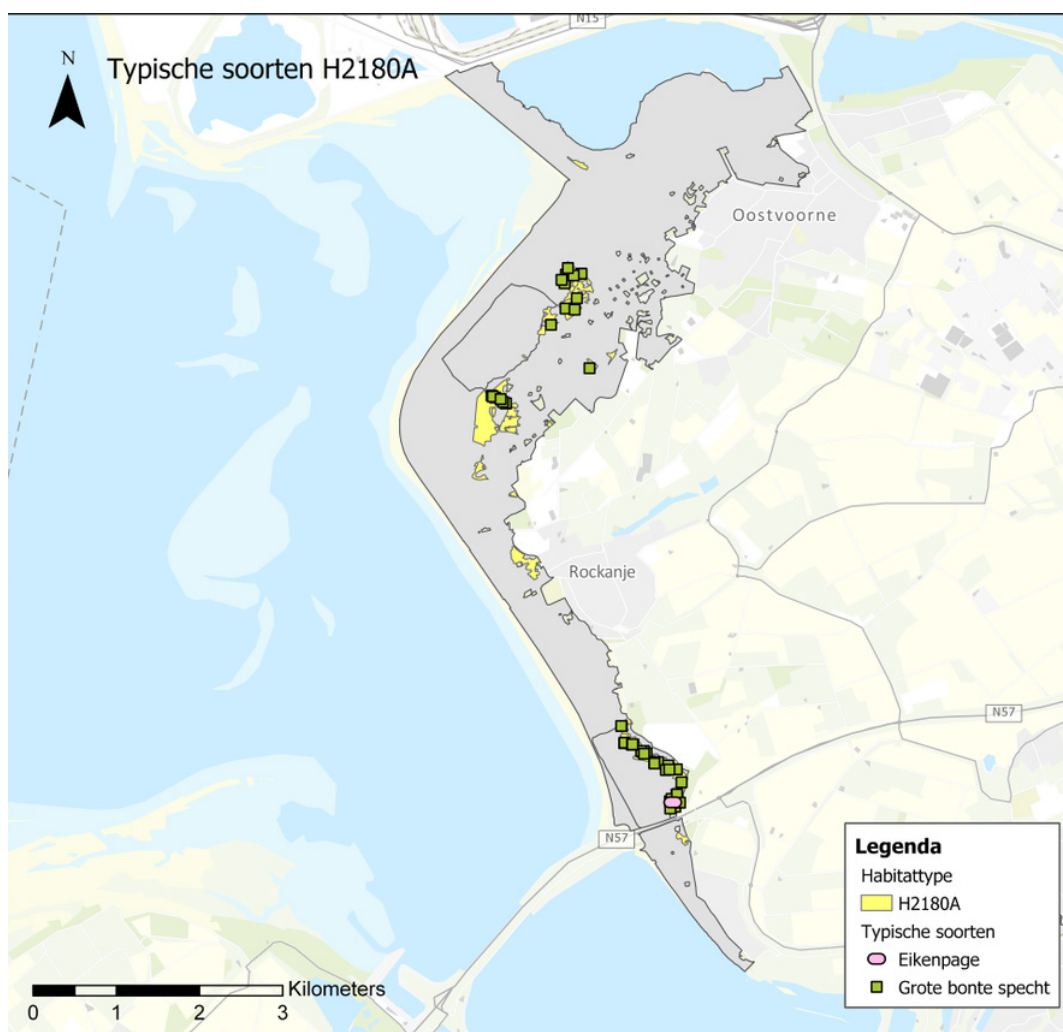 N15
N
Typische soorten H2180A
Oostvoorne
Rockanje
N57
N57
Legenda
Habitattype
H2180A
Typische soorten
Eikenpage
Grote bonte specht
Kilometers
0 1 2 3